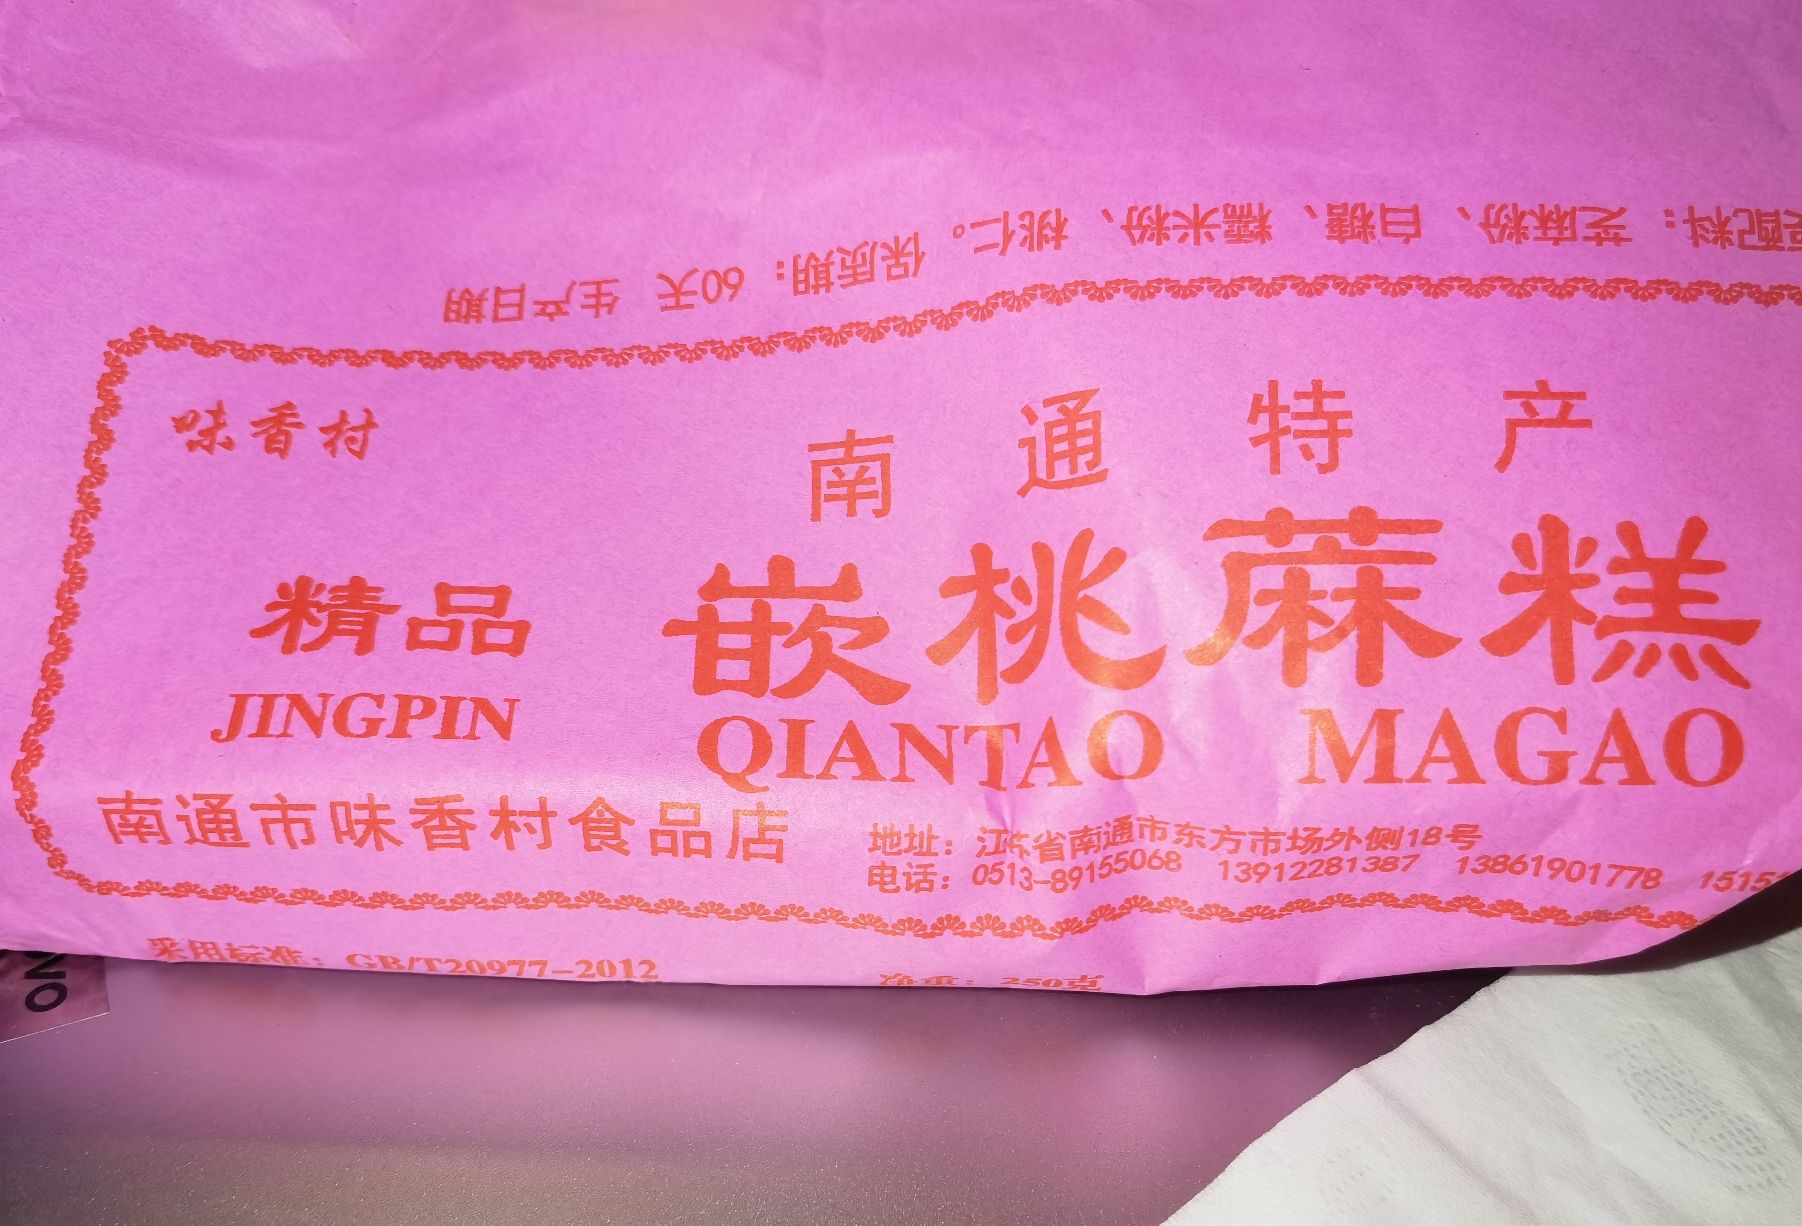 配料：芝麻粉、白糖、糯米粉、桃仁。保质期：60天 生产日期
味香村
南通特产
精品 嵌桃蔴糕
JINGPIN QIANTAO MAGAO
南通市味香村食品店
地址：江苏省南通市东方市场外侧18号
电话：0513-89155068 13912281387 13861901778 1515
采用标准：GB/T20977-2012 净重：250克